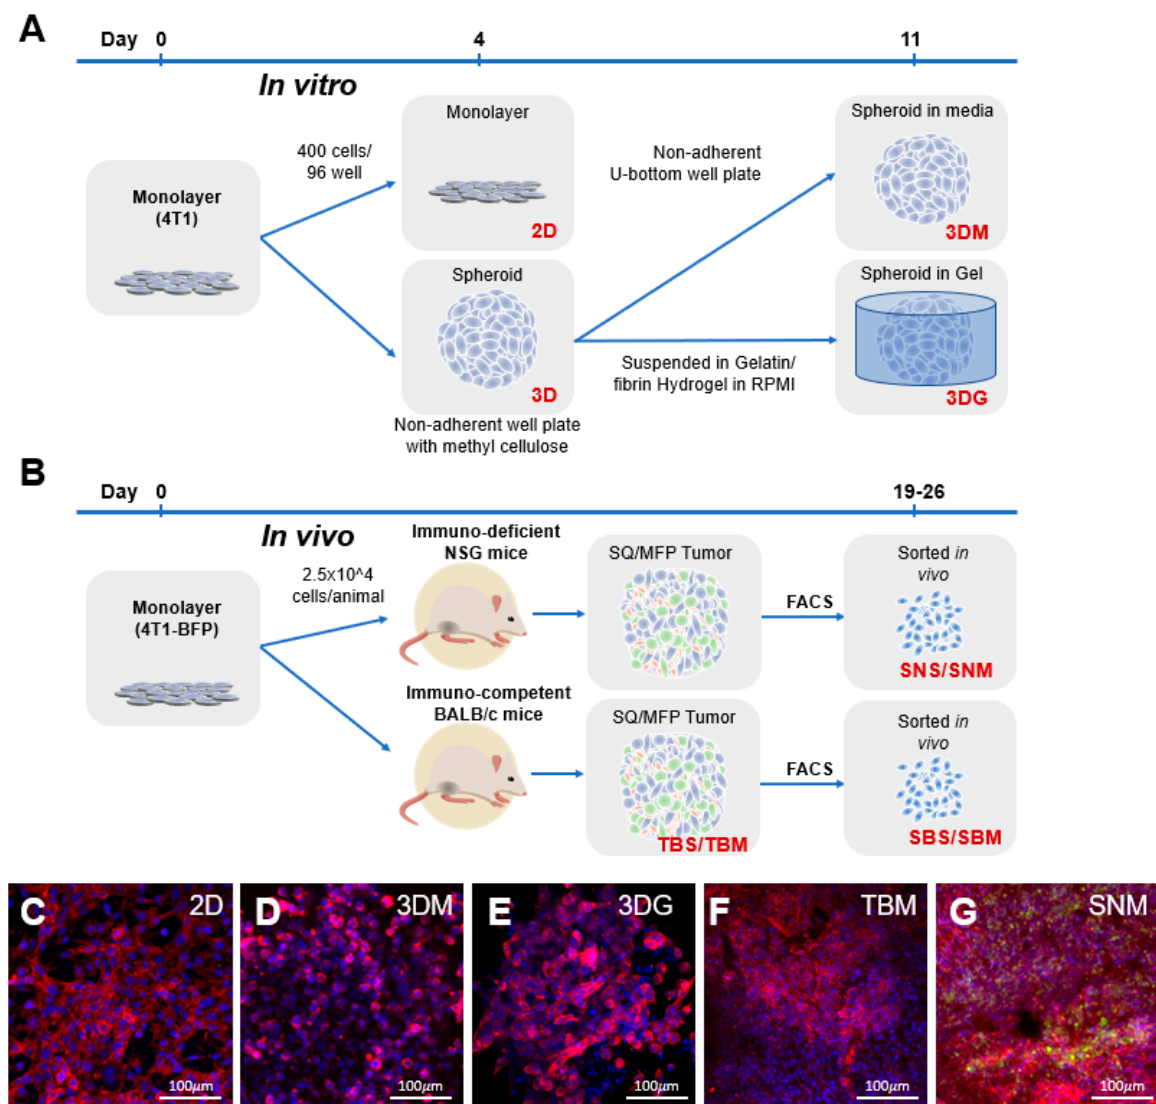 A
Day 0 4 11
In vitro
Monolayer
(4T1)
400 cells/
96 well
Monolayer
2D
Spheroid
3D
Non-adherent well plate
with methyl cellulose
Non-adherent
U-bottom well plate
Suspended in Gelatin/
fibrin Hydrogel in RPMI
Spheroid in media
3DM
Spheroid in Gel
3DG
B
Day 0 19-26
In vivo
Monolayer
(4T1-BFP)
2.5x10^4
cells/animal
Immuno-deficient
NSG mice
SQ/MFP Tumor
FACS
Sorted in
vivo
SNS/SNM
Immuno-competent
BALB/c mice
SQ/MFP Tumor
TBS/TBM
FACS
Sorted in
vivo
SBS/SBM
C 2D
100µm
D 3DM
100µm
E 3DG
100µm
F TBM
100µm
G SNM
100µm